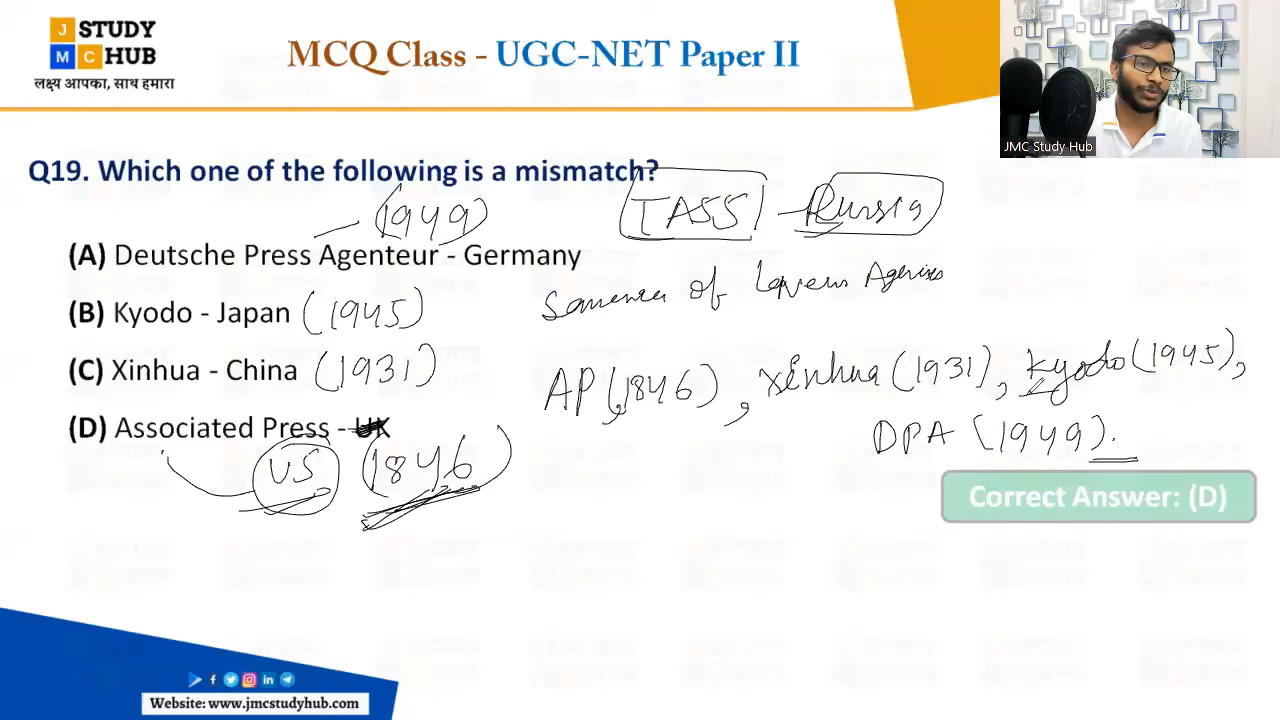 J STUDY
M C HUB
लक्ष्य आपका, साथ हमारा
MCQ Class - UGC-NET Paper II
JMC Study Hub
Q19. Which one of the following is a mismatch?
(1949)
TASS - Russia
(A) Deutsche Press Agenteur - Germany
of Agencies
(B) Kyodo - Japan (1945)
(C) Xinhua - China (1931)
AP (1846), Xinhua (1931), Kyodo (1945),
(D) Associated Press - UK
DPA (1949).
US (1846)
Correct Answer: (D)
Website: www.jmcstudyhub.com